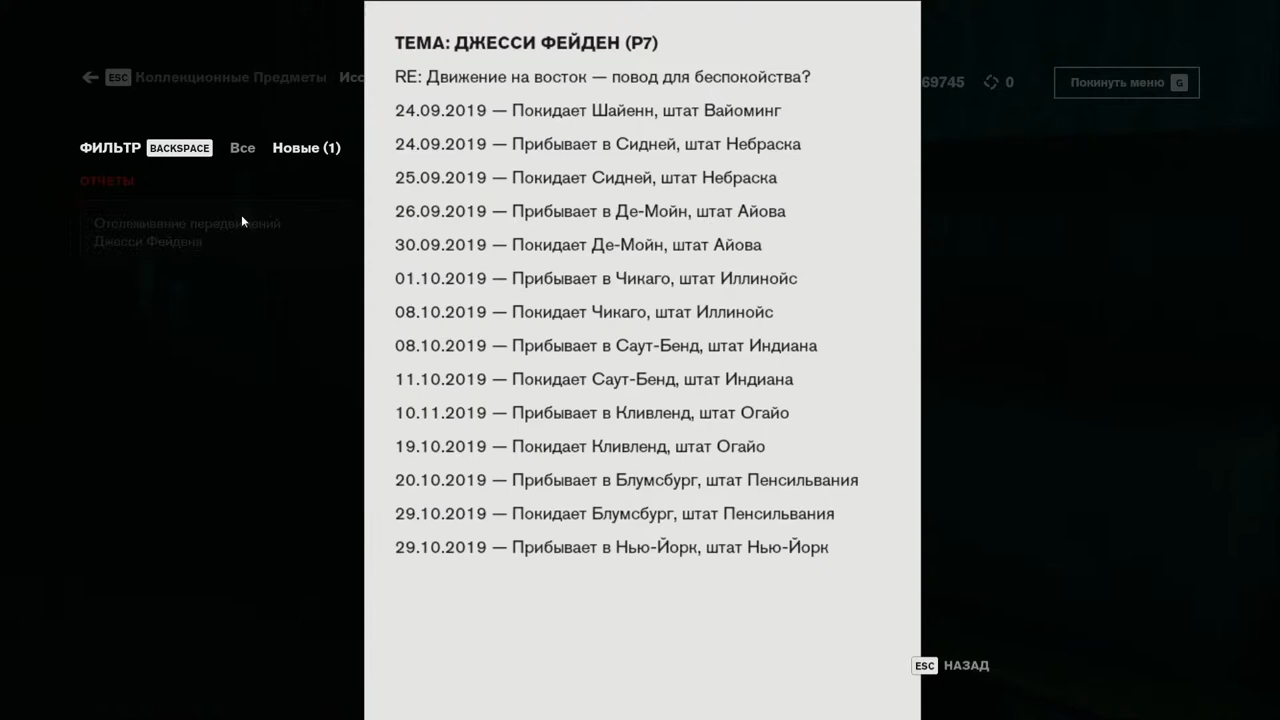 ТЕМА: ДЖЕССИ ФЕЙДЕН (P7)
RE: Движение на восток — повод для беспокойства?
ESC Коллекционные Предметы Исс
69745 0 Покинуть меню G
24.09.2019 — Покидает Шайенн, штат Вайоминг
24.09.2019 — Прибывает в Сидней, штат Небраска
ФИЛЬТР BACKSPACE Все Новые (1)
25.09.2019 — Покидает Сидней, штат Небраска
ОТЧЕТЫ
26.09.2019 — Прибывает в Де-Мойн, штат Айова
Отслеживание передвижений
Джесси Фейдена
30.09.2019 — Покидает Де-Мойн, штат Айова
01.10.2019 — Прибывает в Чикаго, штат Иллинойс
08.10.2019 — Покидает Чикаго, штат Иллинойс
08.10.2019 — Прибывает в Саут-Бенд, штат Индиана
11.10.2019 — Покидает Саут-Бенд, штат Индиана
10.11.2019 — Прибывает в Кливленд, штат Огайо
19.10.2019 — Покидает Кливленд, штат Огайо
20.10.2019 — Прибывает в Блумсбург, штат Пенсильвания
29.10.2019 — Покидает Блумсбург, штат Пенсильвания
29.10.2019 — Прибывает в Нью-Йорк, штат Нью-Йорк
ESC НАЗАД